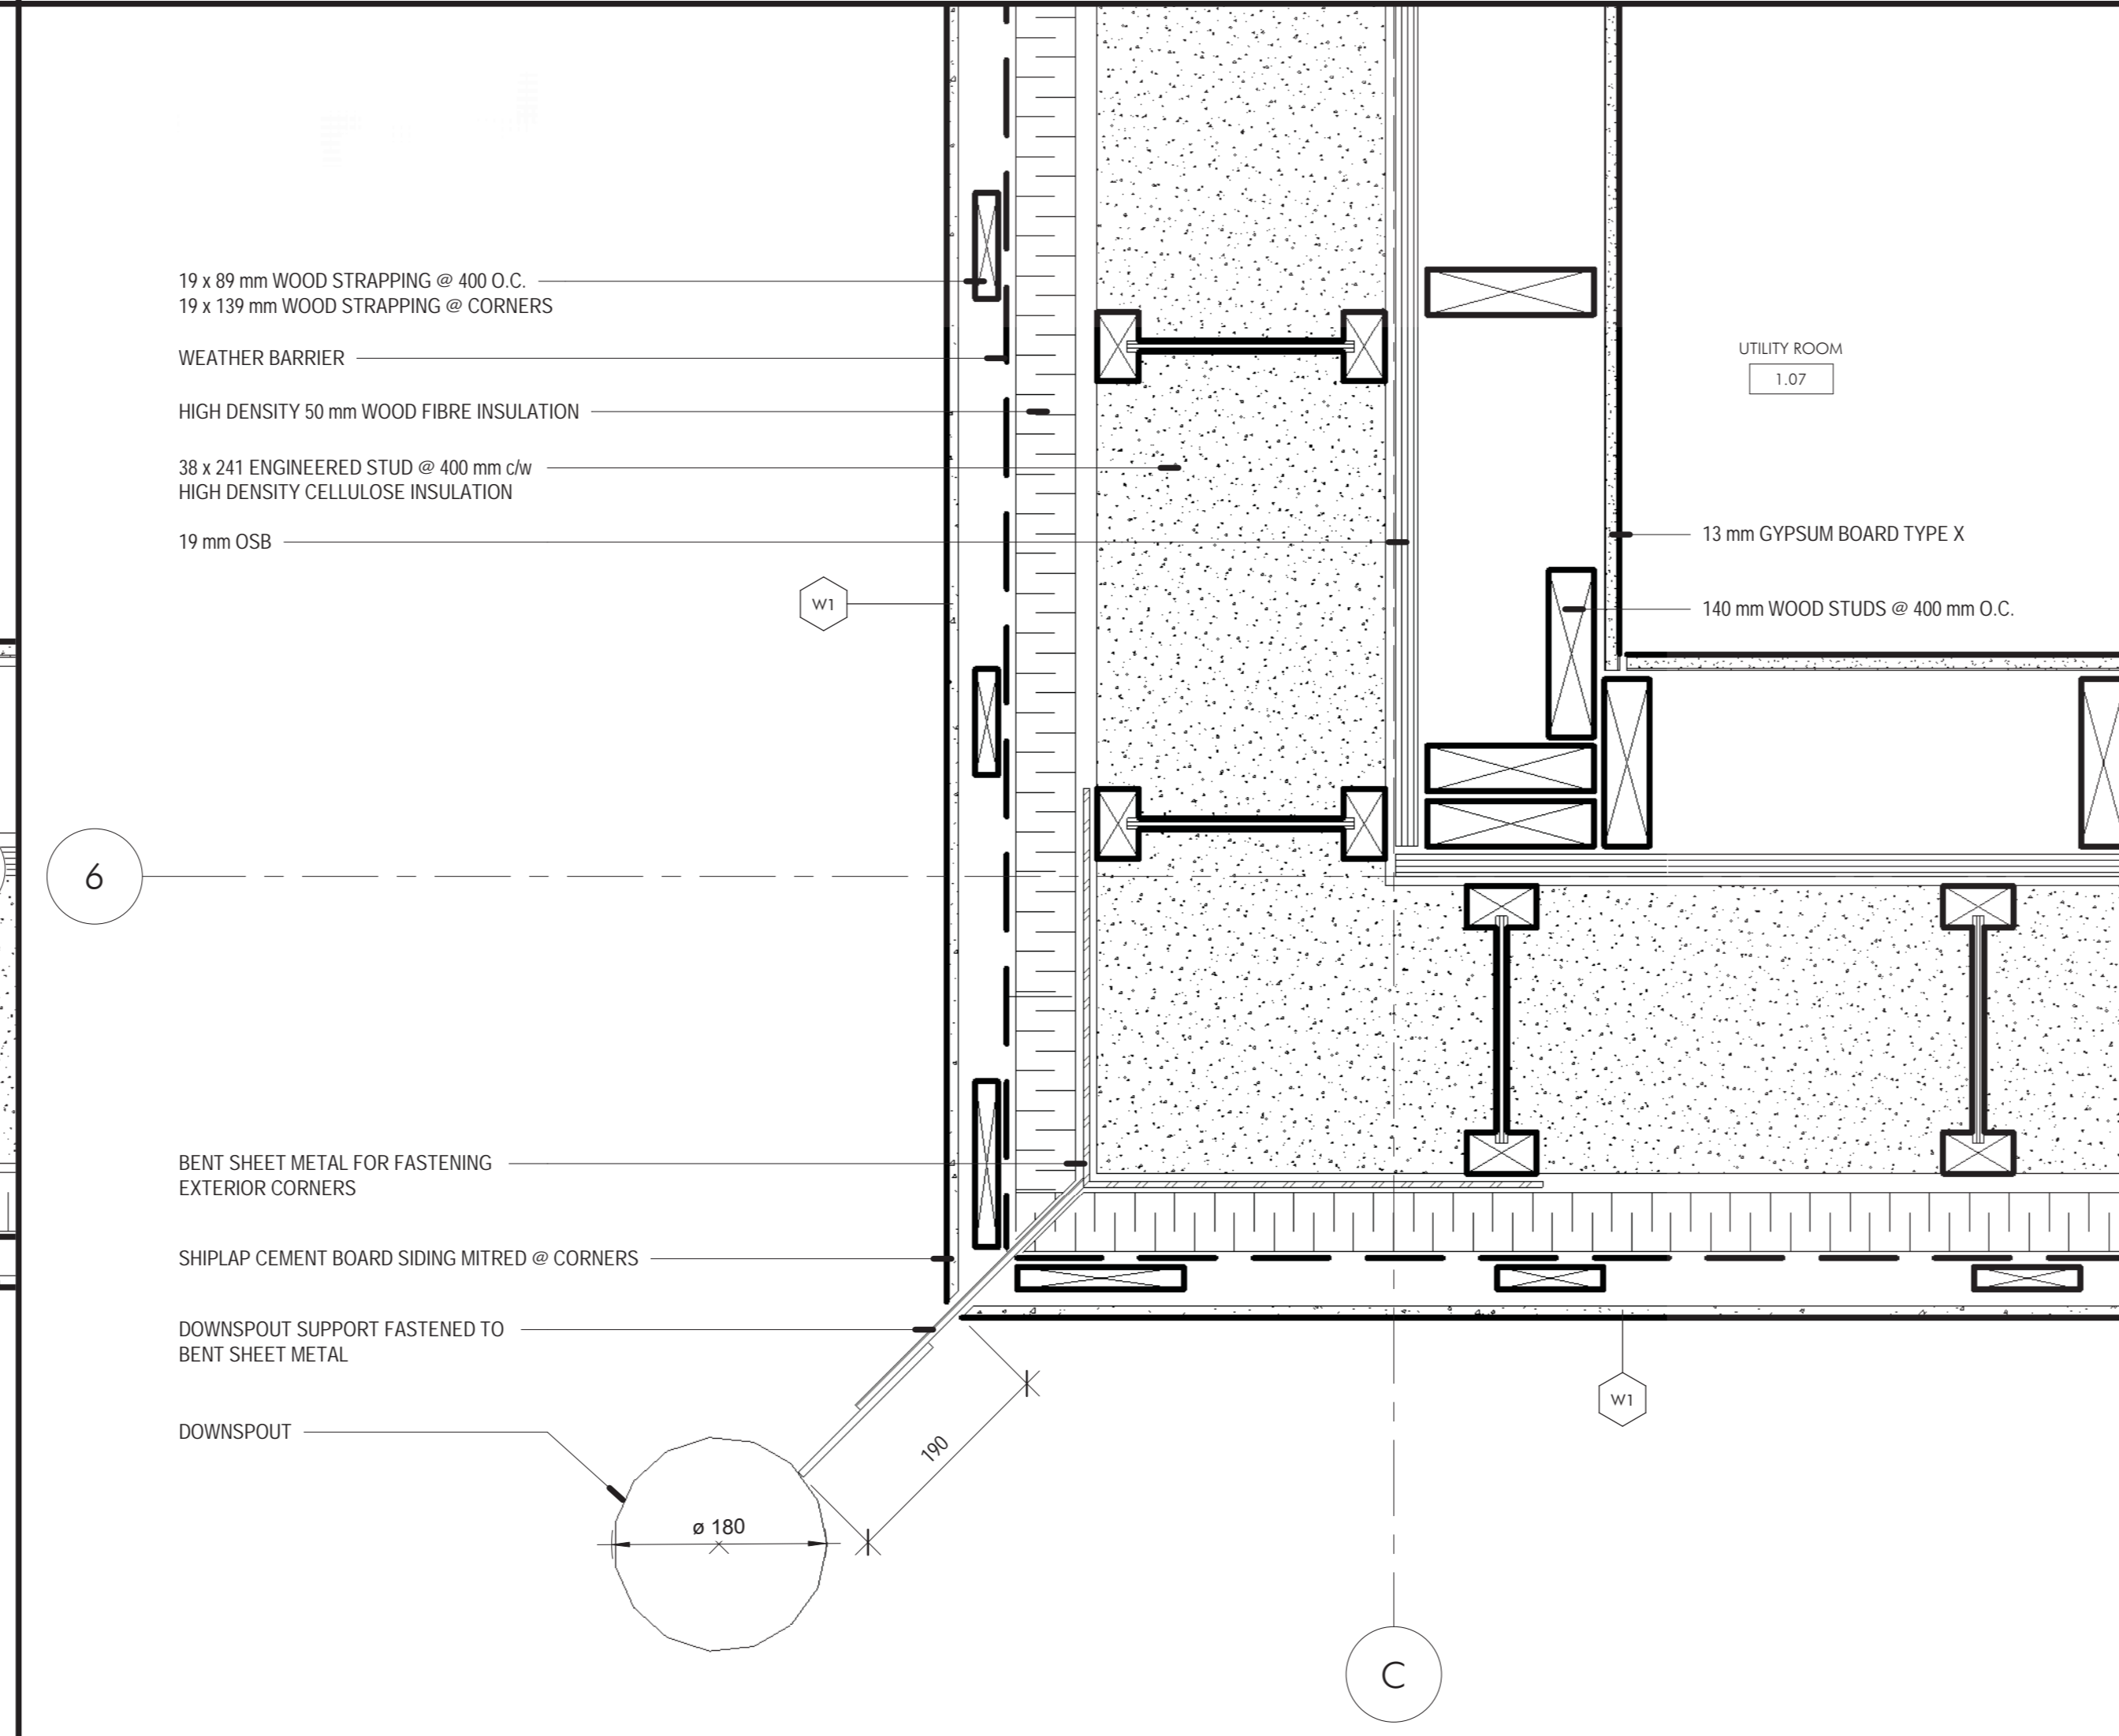 19 x 89 mm WOOD STRAPPING @ 400 O.C.
19 x 139 mm WOOD STRAPPING @ CORNERS
WEATHER BARRIER
HIGH DENSITY 50 mm WOOD FIBRE INSULATION
38 x 241 ENGINEERED STUD @ 400 mm c/w
HIGH DENSITY CELLULOSE INSULATION
19 mm OSB
W1
UTILITY ROOM
1.07
13 mm GYPSUM BOARD TYPE X
140 mm WOOD STUDS @ 400 mm O.C.
6
BENT SHEET METAL FOR FASTENING
EXTERIOR CORNERS
SHIPLAP CEMENT BOARD SIDING MITRED @ CORNERS
DOWNSPOUT SUPPORT FASTENED TO
BENT SHEET METAL
DOWNSPOUT
190
W1
ø 180
C